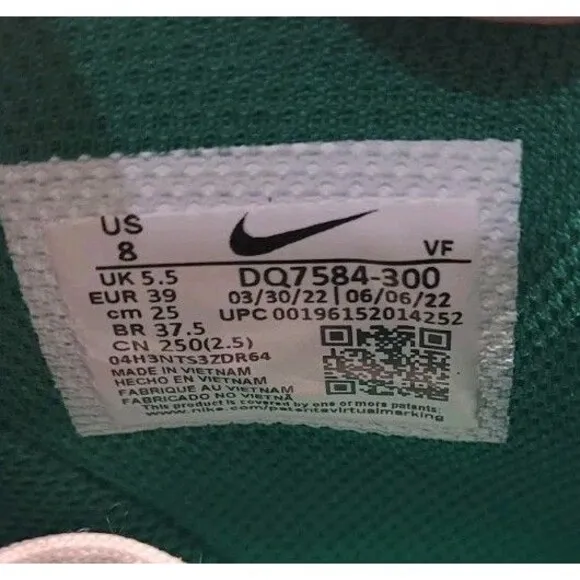 US
8
VF
UK 5.5
EUR 39
cm 25
BR 37.5
CN 250(2.5)
DQ7584-300
03/30/22 | 06/06/22
UPC 00196152014252
04H3NTS3ZDR64
MADE IN VIETNAM
HECHO EN VIETNAM
FABRIQUE AU VIETNAM
FABRICADO NO VIETNÃ
This product is covered by one or more patents:
www.nike.com/patentsvirtualmarking